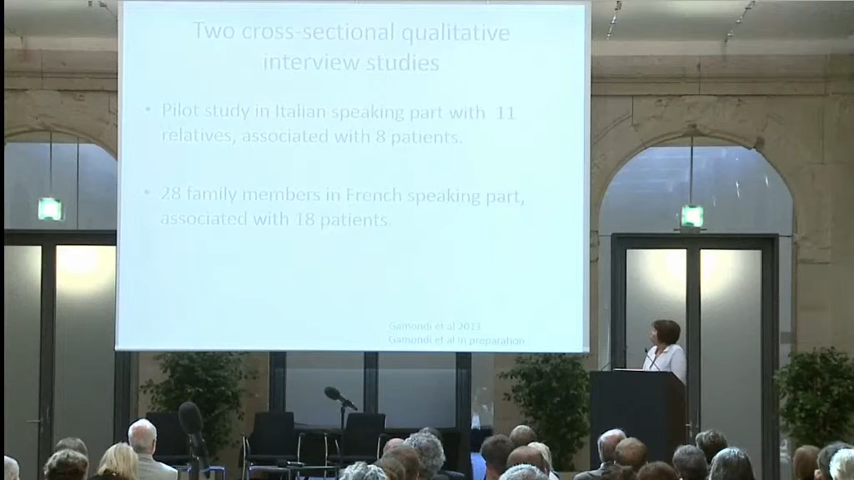 Two cross-sectional qualitative
interview studies
• Pilot study in Italian speaking part with 11
relatives, associated with 8 patients.
• 28 family members in French speaking part,
associated with 18 patients.
Gamondi et al 2013
Gamondi et al in preparation